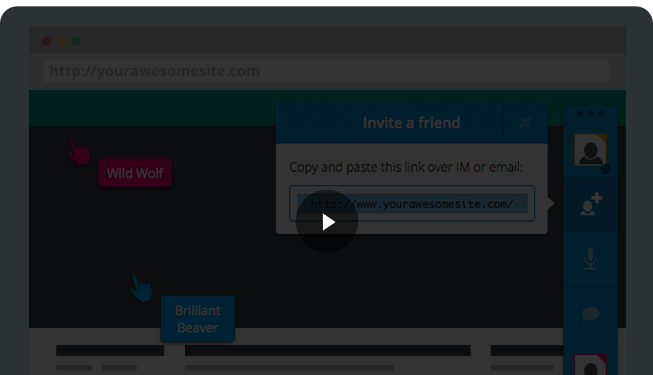 http://yourawesomesite.com
Invite a friend
Wild Wolf
Copy and paste this link over IM or email:
http://www.yourawesomesite.com/
Brilliant
Beaver